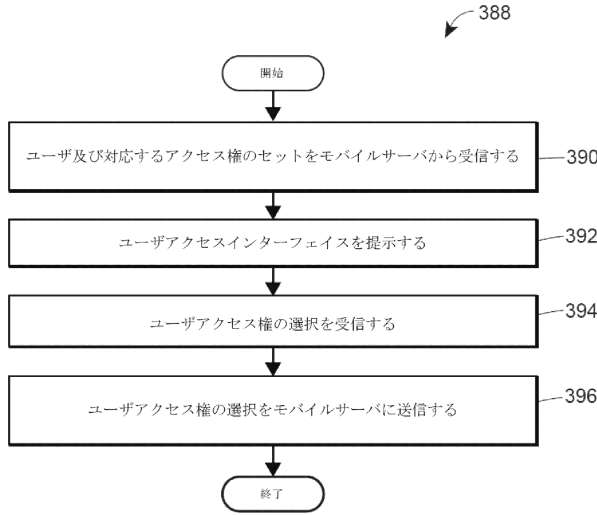 388
開始
ユーザ及び対応するアクセス権のセットをモバイルサーバから受信する
390
ユーザアクセスインターフェイスを提示する
392
ユーザアクセス権の選択を受信する
394
ユーザアクセス権の選択をモバイルサーバに送信する
396
終了